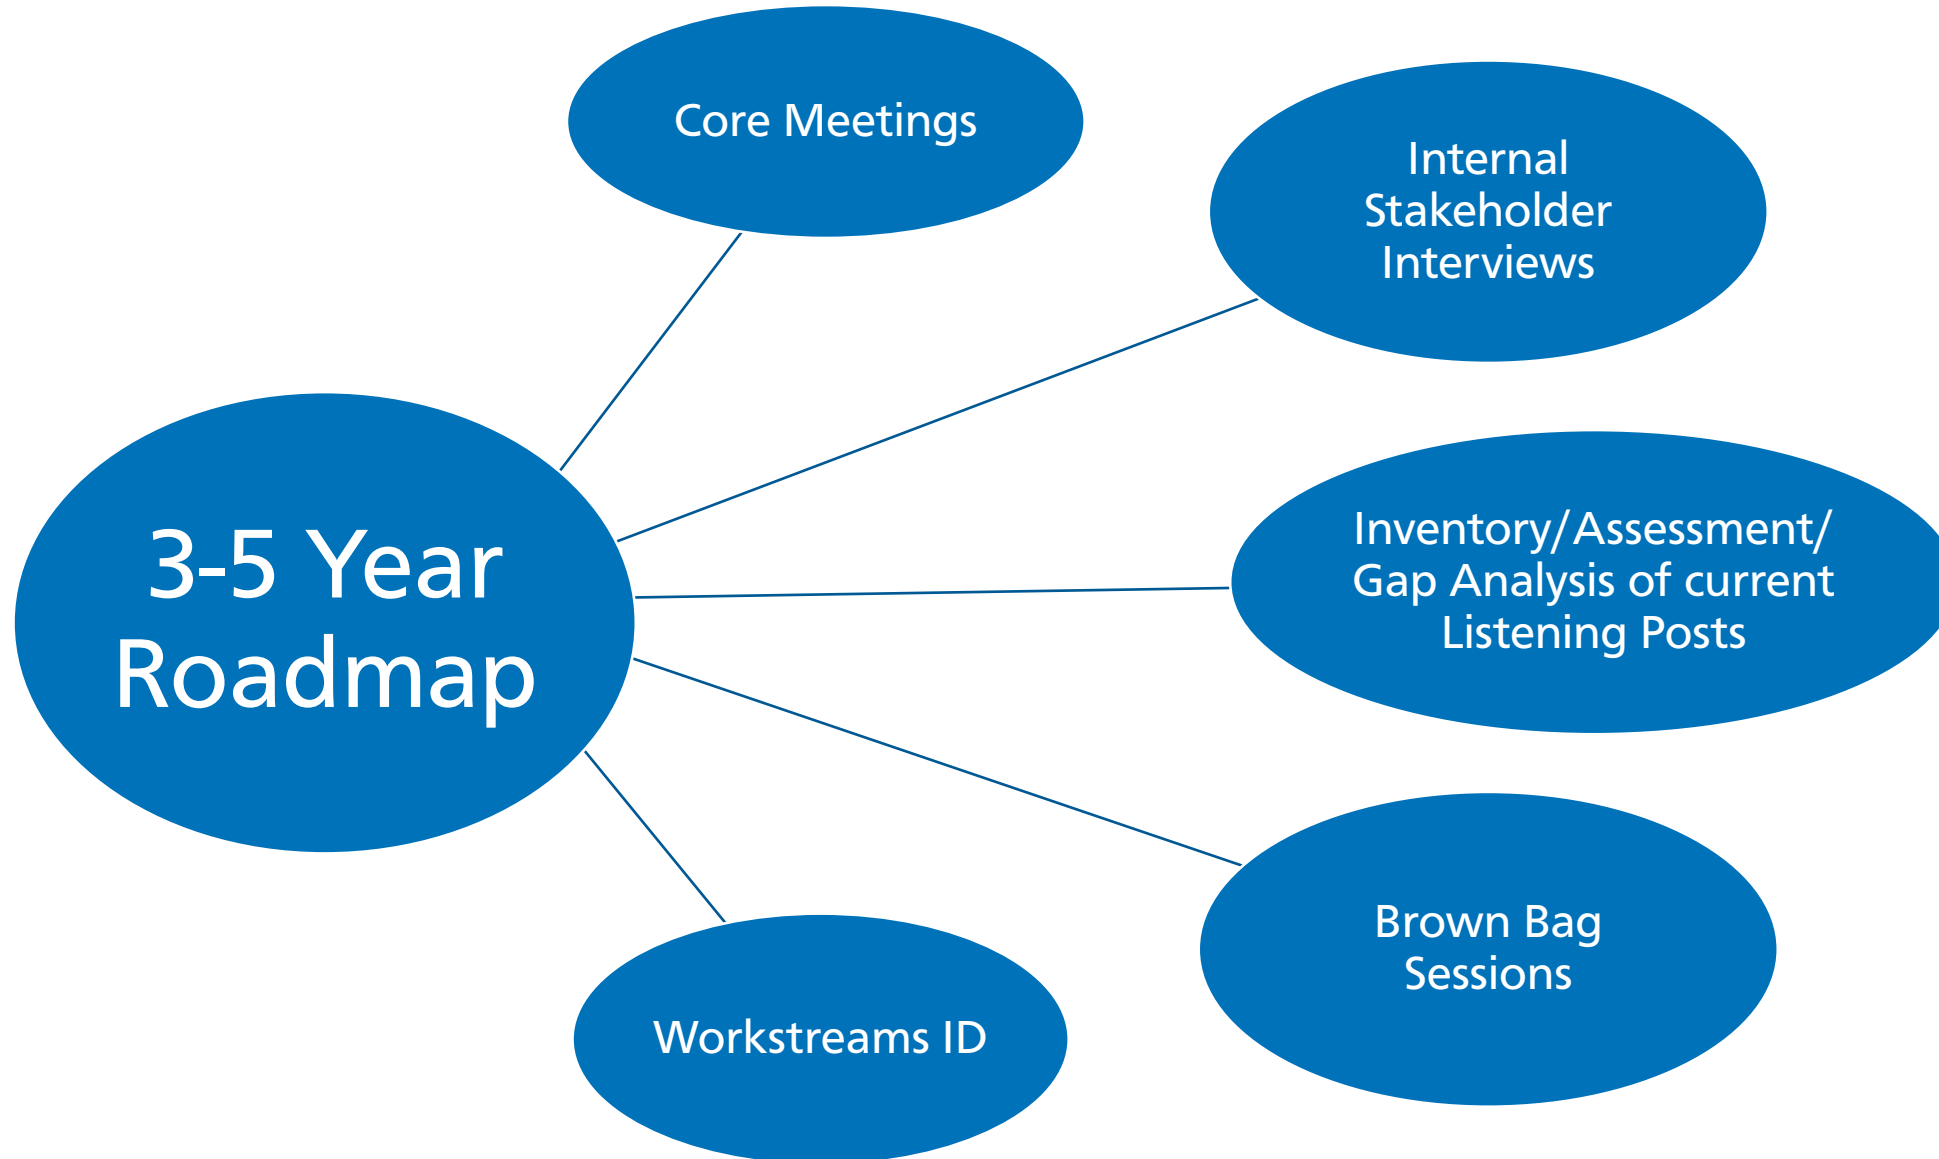 Core Meetings
Internal
Stakeholder
Interviews
3-5 Year
Roadmap
Inventory/Assessment/
Gap Analysis of current
Listening Posts
Brown Bag
Sessions
Workstreams ID